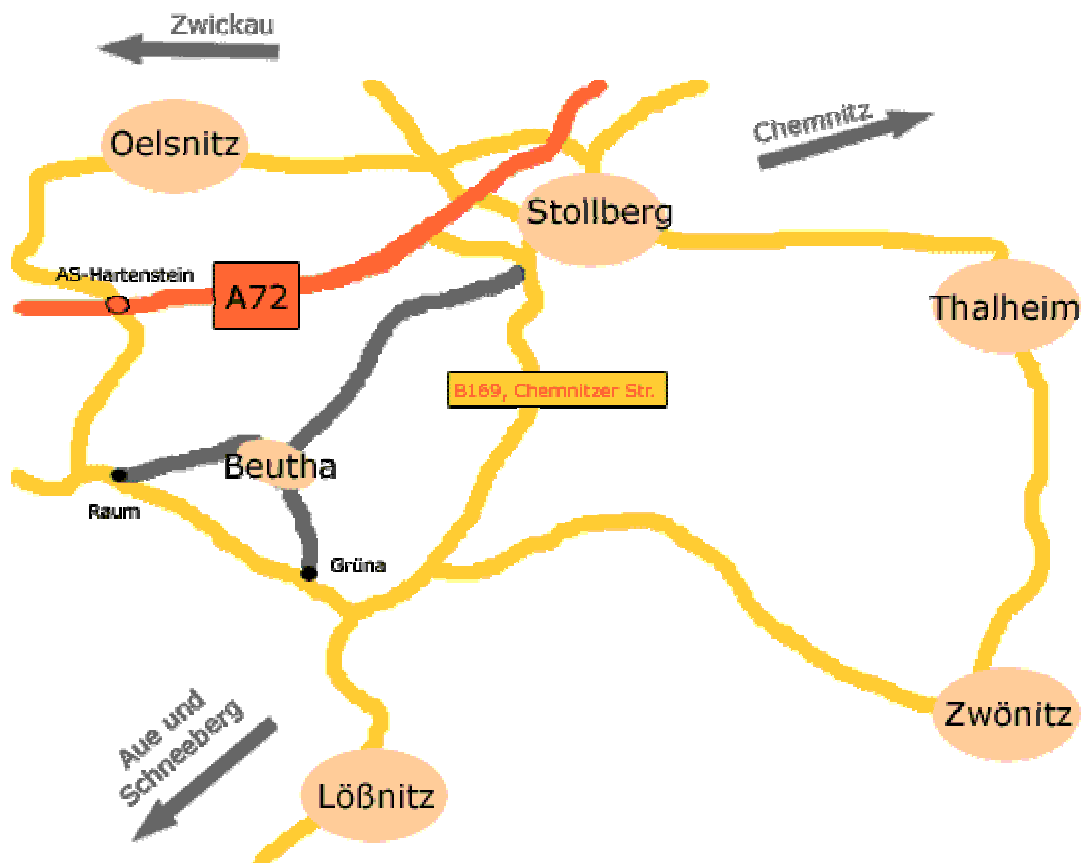 Zwickau
Chemnitz
Oelsnitz
Stollberg
AS-Hartenstein
A72
Thalheim
B169, Chemnitzer Str.
Beutha
Raum
Grüna
Aue und
Schneeberg
Zwönitz
Lößnitz